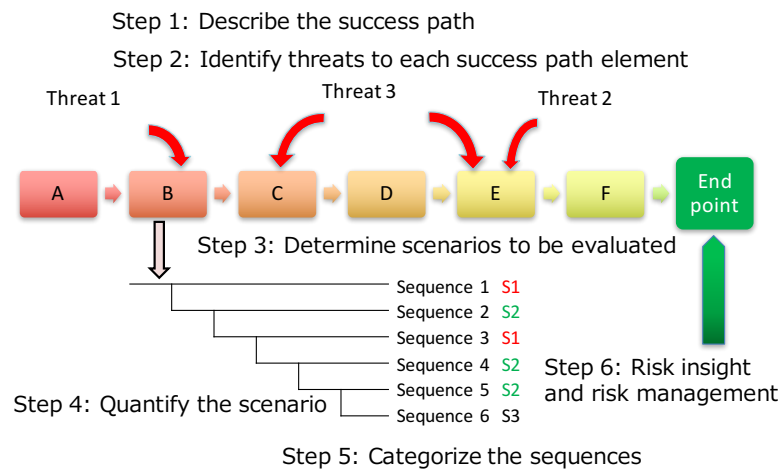 Step 1: Describe the success path
Step 2: Identify threats to each success path element
Threat 1
Threat 3
Threat 2
A
B
C
D
E
F
End
point
Step 3: Determine scenarios to be evaluated
Sequence 1 S1
Sequence 2 S2
Sequence 3 S1
Sequence 4 S2
Sequence 5 S2
Sequence 6 S3
Step 4: Quantify the scenario
Step 6: Risk insight
and risk management
Step 5: Categorize the sequences